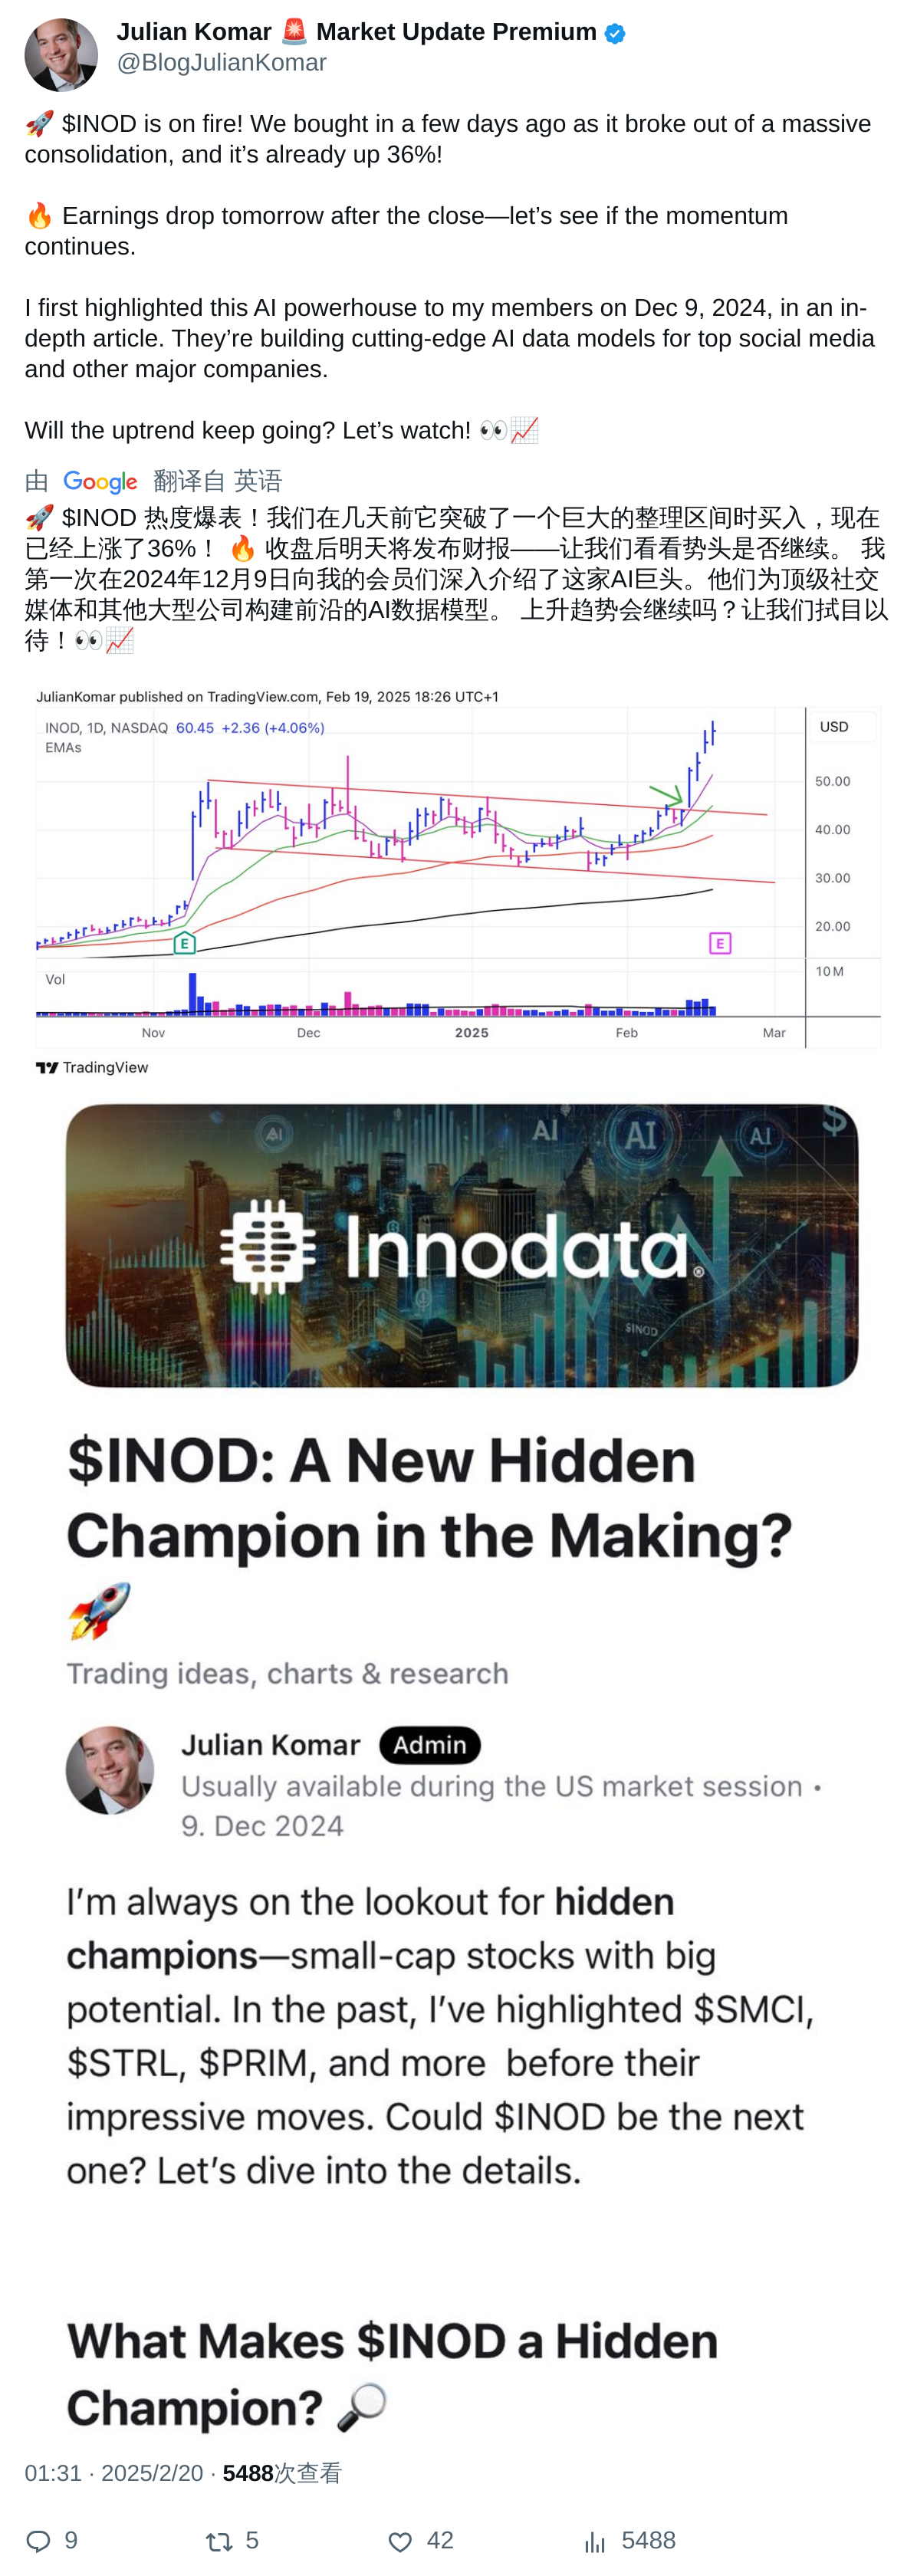 Julian Komar 🚨 Market Update Premium
@BlogJulianKomar
🚀 $INOD is on fire! We bought in a few days ago as it broke out of a massive
consolidation, and it’s already up 36%!
🔥 Earnings drop tomorrow after the close—let’s see if the momentum
continues.
I first highlighted this AI powerhouse to my members on Dec 9, 2024, in an in-
depth article. They’re building cutting-edge AI data models for top social media
and other major companies.
Will the uptrend keep going? Let’s watch! 👀📈
由 Google 翻译自 英语
🚀 $INOD 热度爆表！我们在几天前它突破了一个巨大的整理区间时买入，现在
已经上涨了36%！ 🔥 收盘后明天将发布财报——让我们看看势头是否继续。 我
第一次在2024年12月9日向我的会员们深入介绍了这家AI巨头。他们为顶级社交
媒体和其他大型公司构建前沿的AI数据模型。 上升趋势会继续吗？让我们拭目以
待！👀📈
JulianKomar published on TradingView.com, Feb 19, 2025 18:26 UTC+1
INOD, 1D, NASDAQ 60.45 +2.36 (+4.06%)
USD
EMAs
50.00
40.00
30.00
20.00
E
E
Vol
10 M
Nov Dec 2025 Feb Mar
TradingView
AI AI AI AI $
Innodata
$INOD
$INOD: A New Hidden
Champion in the Making?
🚀
Trading ideas, charts & research
Julian Komar Admin
Usually available during the US market session •
9. Dec 2024
I’m always on the lookout for hidden
champions—small-cap stocks with big
potential. In the past, I’ve highlighted $SMCI,
$STRL, $PRIM, and more before their
impressive moves. Could $INOD be the next
one? Let’s dive into the details.
What Makes $INOD a Hidden
Champion? 🔎
01:31 · 2025/2/20 · 5488次查看
9 5 42 5488